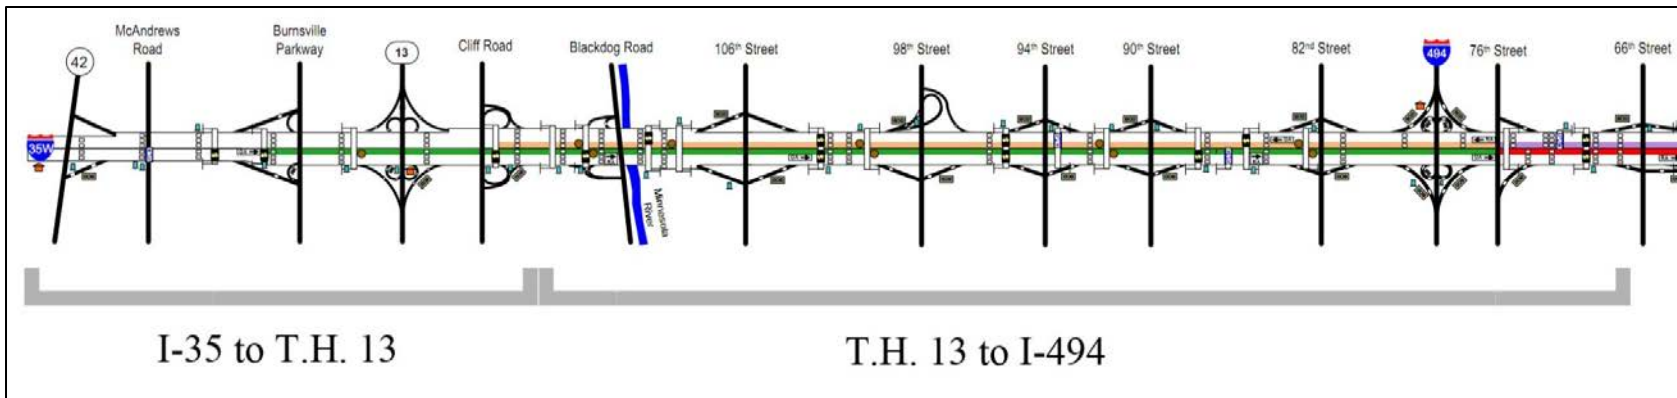 McAndrews
Road
Burnsville
Parkway
Cliff Road
Blackdog Road
106th Street
98th Street
94th Street
90th Street
82nd Street
76th Street
66th Street
42
13
494
35W
Minnesota
River
I-35 to T.H. 13
T.H. 13 to I-494